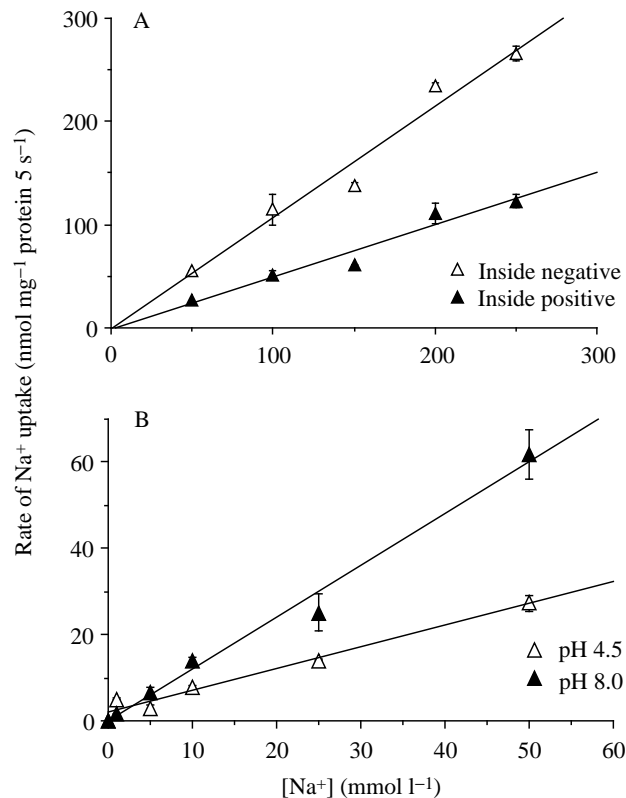 A
300
200
100
0
△ Inside negative
▲ Inside positive
0 100 200 300
Rate of Na⁺ uptake (nmol mg⁻¹ protein 5 s⁻¹)
B
60
40
20
0
△ pH 4.5
▲ pH 8.0
0 10 20 30 40 50 60
[Na⁺] (mmol l⁻¹)